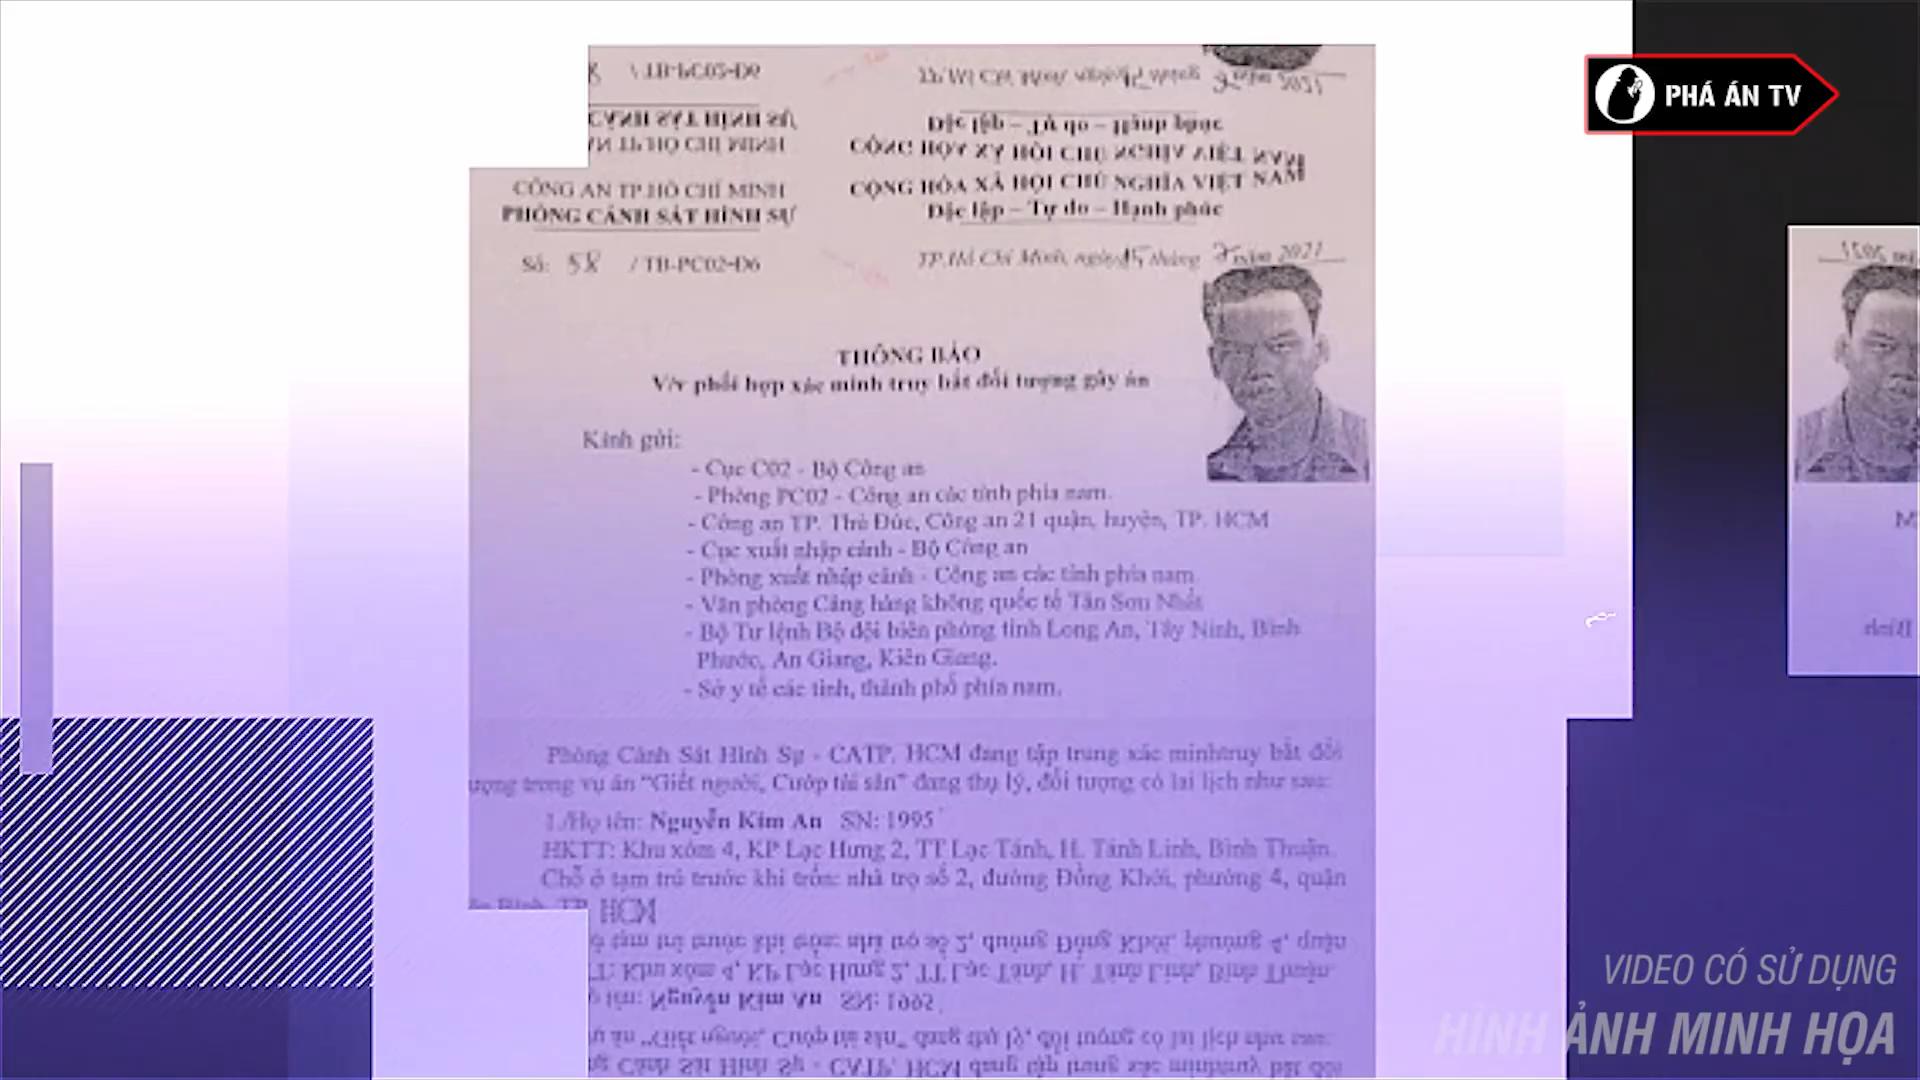 PHÁ ÁN TV
CÔNG AN TP.HỒ CHÍ MINH
PHÒNG CẢNH SÁT HÌNH SỰ
CỘNG HÒA XÃ HỘI CHỦ NGHĨA VIỆT NAM
Độc lập – Tự do – Hạnh phúc
Số: 58 / TB-PC02-Đ6
TP.Hồ Chí Minh, ngày 15 tháng 2 năm 2021
THÔNG BÁO
V/v phối hợp xác minh truy bắt đối tượng gây án
Kính gửi:
- Cục C02 - Bộ Công an
- Phòng PC02 - Công an các tỉnh phía nam.
- Công an TP. Thủ Đức, Công an 21 quận, huyện, TP. HCM
- Cục xuất nhập cảnh - Bộ Công an
- Phòng xuất nhập cảnh - Công an các tỉnh phía nam
- Văn phòng Cảng hàng không quốc tế Tân Sơn Nhất
- Bộ Tư lệnh Bộ đội biên phòng tỉnh Long An, Tây Ninh, Bình
Phước, An Giang, Kiên Giang.
- Sở y tế các tỉnh, thành phố phía nam.
Phòng Cảnh Sát Hình Sự - CATP. HCM đang tập trung xác minhtruy bắt đối
ượng trong vụ án "Giết người, Cướp tài sản" đang thụ lý, đối tượng có lai lịch như sau:
1./Họ tên: Nguyễn Kim An SN: 1995
HKTT: Khu xóm 4, KP Lạc Hưng 2, TT Lạc Tánh, H. Tánh Linh, Bình Thuận.
Chỗ ở tạm trú trước khi trốn: nhà trọ số 2, đường Đồng Khởi, phường 4, quận
Bình, TP. HCM
VIDEO CÓ SỬ DỤNG
HÌNH ẢNH MINH HỌA